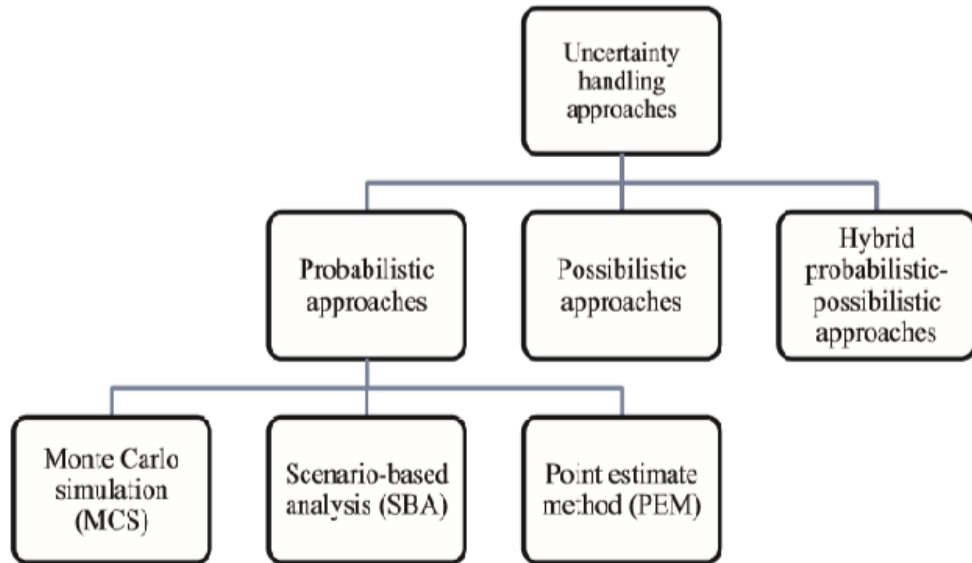 Uncertainty
handling
approaches
Probabilistic
approaches
Possibilistic
approaches
Hybrid
probabilistic-
possibilistic
approaches
Monte Carlo
simulation
(MCS)
Scenario-based
analysis (SBA)
Point estimate
method (PEM)